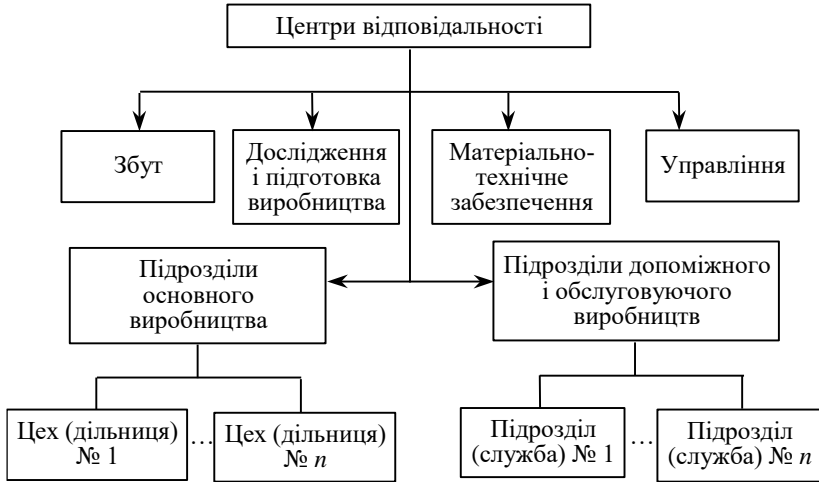 Центри відповідальності
Збут
Дослідження
і підготовка
виробництва
Матеріально-
технічне
забезпечення
Управління
Підрозділи
основного
виробництва
Підрозділи допоміжного
і обслуговуючого
виробництв
Цех (дільниця)
№ 1
…
Цех (дільниця)
№ n
Підрозділ
(служба) № 1
…
Підрозділ
(служба) № n